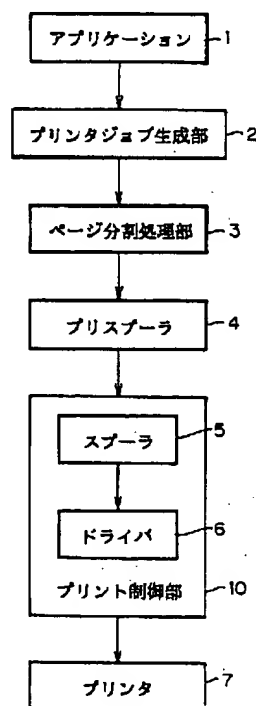 アプリケーション 1
プリンタジョブ生成部 2
ページ分割処理部 3
プリスプーラ 4
スプーラ 5
ドライバ 6
プリント制御部 10
プリンタ 7